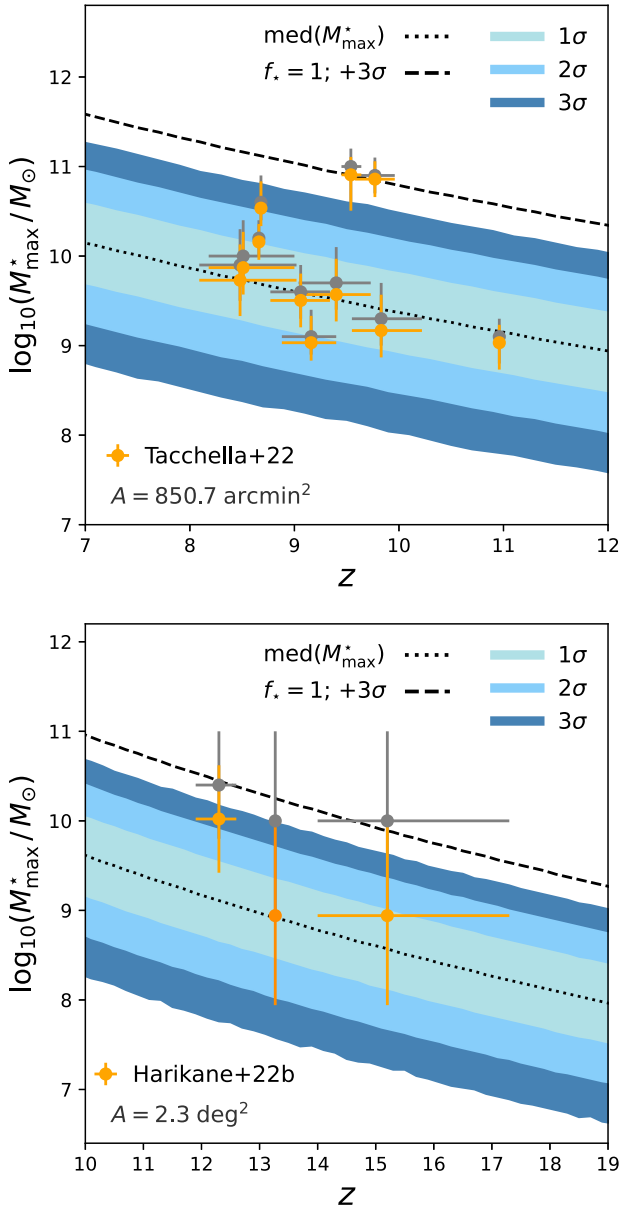 med(M⋆max)
f⋆ = 1; +3σ
1σ
2σ
3σ
12
11
10
9
8
7
log10(M⋆max / M⊙)
Tacchella+22
A = 850.7 arcmin2
7 8 9 10 11 12
z
med(M⋆max)
f⋆ = 1; +3σ
1σ
2σ
3σ
12
11
10
9
8
7
log10(M⋆max / M⊙)
Harikane+22b
A = 2.3 deg2
10 11 12 13 14 15 16 17 18 19
z